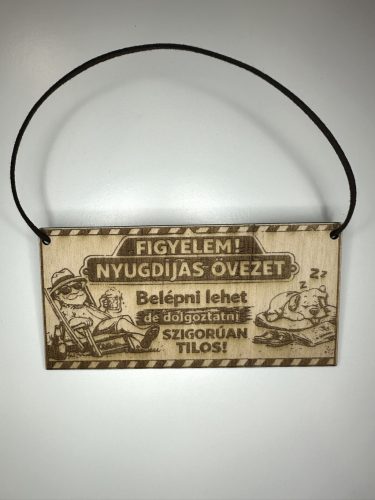 FIGYELEM!
NYUGDÍJAS ÖVEZET
Belépni lehet
de dolgoztatni
SZIGORÚAN
TILOS!
z z z